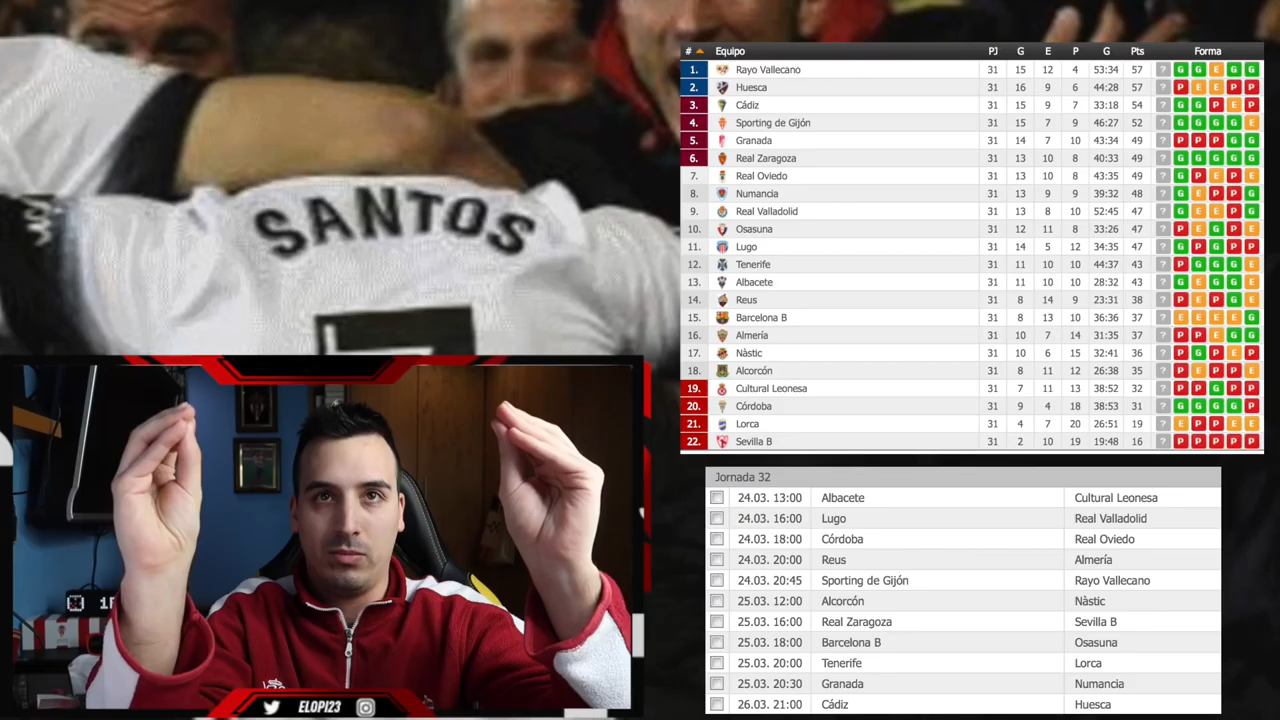 SANTOS
# Equipo PJ G E P G Pts Forma
1. Rayo Vallecano 31 15 12 4 53:34 57 ? G G E G G
2. Huesca 31 16 9 6 44:28 57 ? P E E P P
3. Cádiz 31 15 9 7 33:18 54 ? G G P E P
4. Sporting de Gijón 31 15 7 9 46:27 52 ? G G G G E
5. Granada 31 14 7 10 43:34 49 ? P P P G G
6. Real Zaragoza 31 13 10 8 40:33 49 ? G G G G G
7. Real Oviedo 31 13 10 8 43:35 49 ? G P E P E
8. Numancia 31 13 9 9 39:32 48 ? G E P P G
9. Real Valladolid 31 13 8 10 52:45 47 ? G E E P G
10. Osasuna 31 12 11 8 33:26 47 ? P E G P E
11. Lugo 31 14 5 12 34:35 47 ? G P G P P
12. Tenerife 31 11 10 10 44:37 43 ? P G G G E
13. Albacete 31 11 10 10 28:32 43 ? G E G G E
14. Reus 31 8 14 9 23:31 38 ? P E P G E
15. Barcelona B 31 8 13 10 36:36 37 ? E E E E G
16. Almería 31 10 7 14 31:35 37 ? P P E G G
17. Nàstic 31 10 6 15 32:41 36 ? P G P E P
18. Alcorcón 31 8 11 12 26:38 35 ? P E P P E
19. Cultural Leonesa 31 7 11 13 38:52 32 ? P P G P P
20. Córdoba 31 9 4 18 38:53 31 ? G G G G P
21. Lorca 31 4 7 20 26:51 19 ? E P P E E
22. Sevilla B 31 2 10 19 19:48 16 ? P P P P P
Jornada 32
24.03. 13:00 Albacete Cultural Leonesa
24.03. 16:00 Lugo Real Valladolid
24.03. 18:00 Córdoba Real Oviedo
24.03. 20:00 Reus Almería
24.03. 20:45 Sporting de Gijón Rayo Vallecano
25.03. 12:00 Alcorcón Nàstic
25.03. 16:00 Real Zaragoza Sevilla B
25.03. 18:00 Barcelona B Osasuna
25.03. 20:00 Tenerife Lorca
25.03. 20:30 Granada Numancia
26.03. 21:00 Cádiz Huesca
ELOPI23